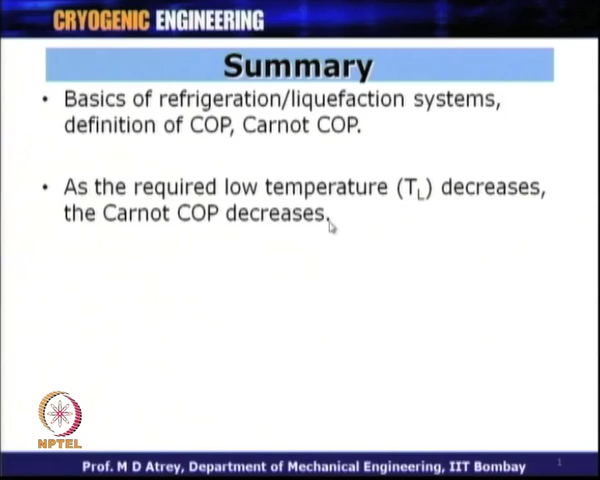 CRYOGENIC ENGINEERING
Summary
• Basics of refrigeration/liquefaction systems,
definition of COP, Carnot COP.
• As the required low temperature (T_L) decreases,
the Carnot COP decreases.
NPTEL
Prof. M D Atrey, Department of Mechanical Engineering, IIT Bombay
1